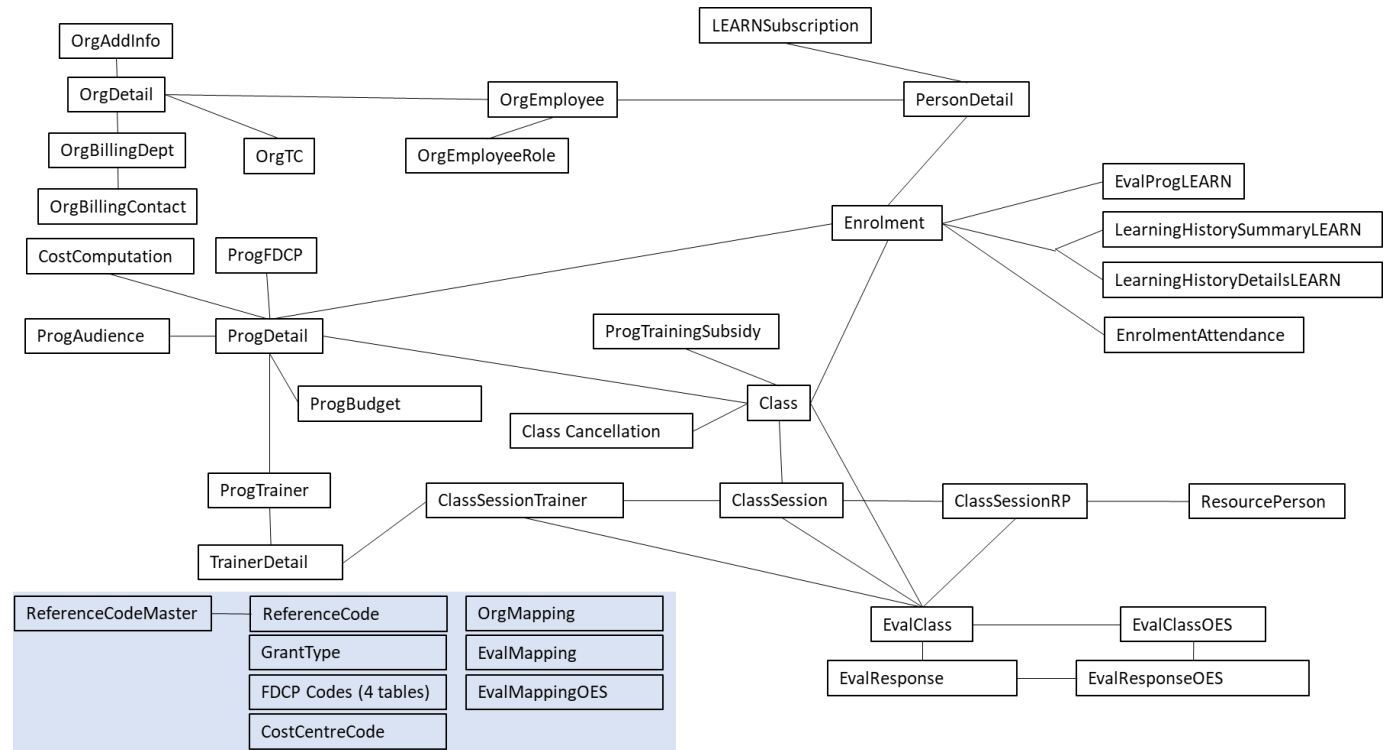 LEARNSubscription
OrgAddInfo
OrgDetail
OrgEmployee
PersonDetail
OrgBillingDept
OrgTC
OrgEmployeeRole
EvalProgLEARN
OrgBillingContact
Enrolment
LearningHistorySummaryLEARN
CostComputation
ProgFDCP
LearningHistoryDetailsLEARN
ProgAudience
ProgDetail
ProgTrainingSubsidy
EnrolmentAttendance
ProgBudget
Class
Class Cancellation
ProgTrainer
ClassSessionTrainer
ClassSession
ClassSessionRP
ResourcePerson
TrainerDetail
ReferenceCodeMaster
ReferenceCode
OrgMapping
EvalClass
EvalClassOES
GrantType
EvalMapping
EvalResponse
EvalResponseOES
FDCP Codes (4 tables)
EvalMappingOES
CostCentreCode